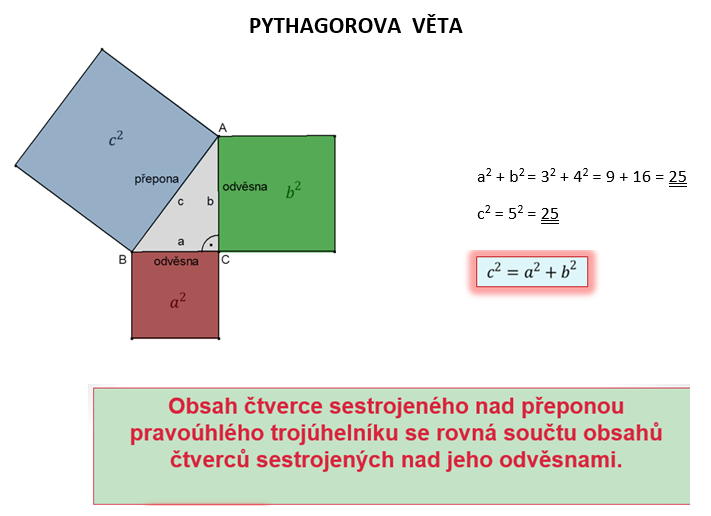 PYTHAGOROVA VĚTA
c²
A
přepona
odvěsna
b²
c
b
a
B
odvěsna
C
a²
a² + b² = 3² + 4² = 9 + 16 = 25
c² = 5² = 25
c² = a² + b²
Obsah čtverce sestrojeného nad přeponou
pravoúhlého trojúhelníku se rovná součtu obsahů
čtverců sestrojených nad jeho odvěsnami.